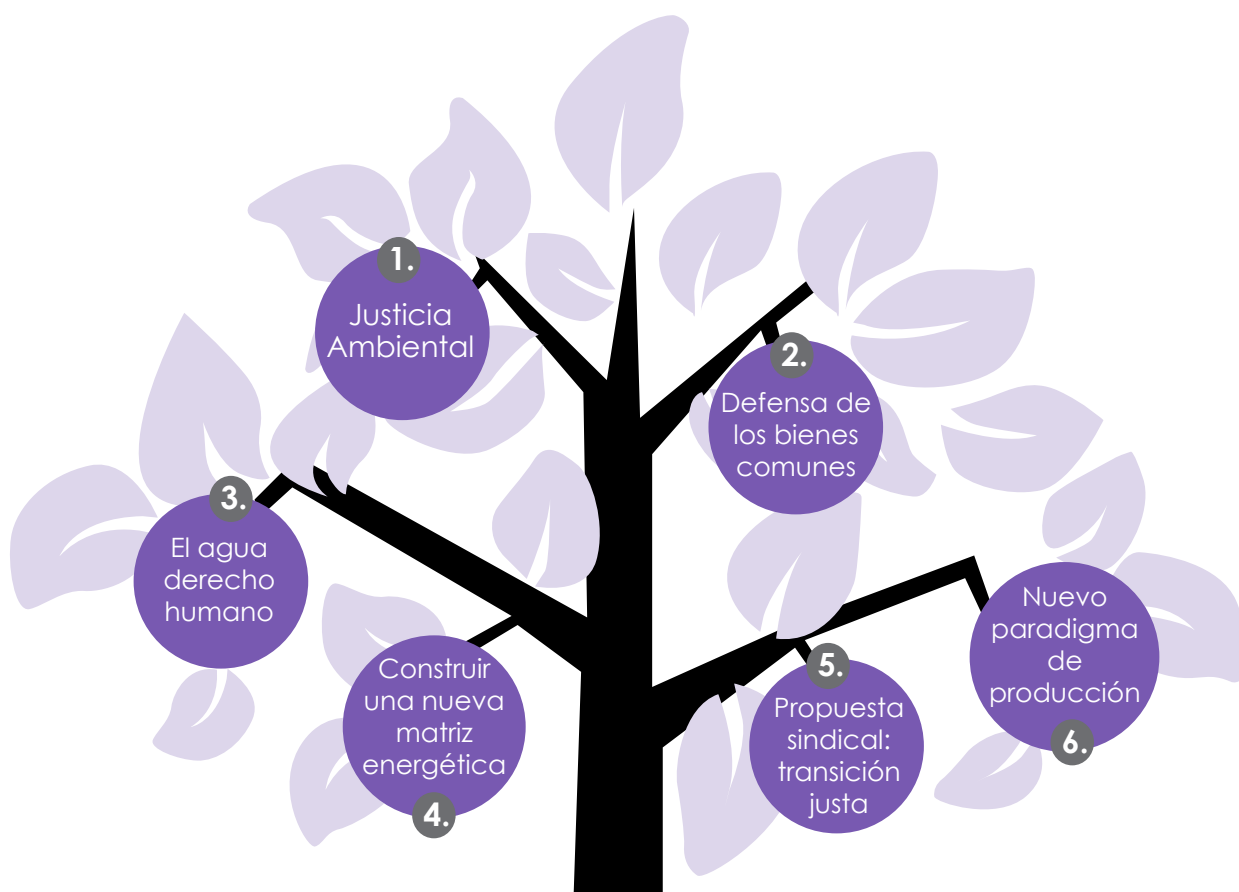 1.
Justicia
Ambiental
2.
Defensa de
los bienes
comunes
3.
El agua
derecho
humano
Construir
una nueva
matriz
energética
4.
5.
Propuesta
sindical:
transición
justa
Nuevo
paradigma
de
producción
6.